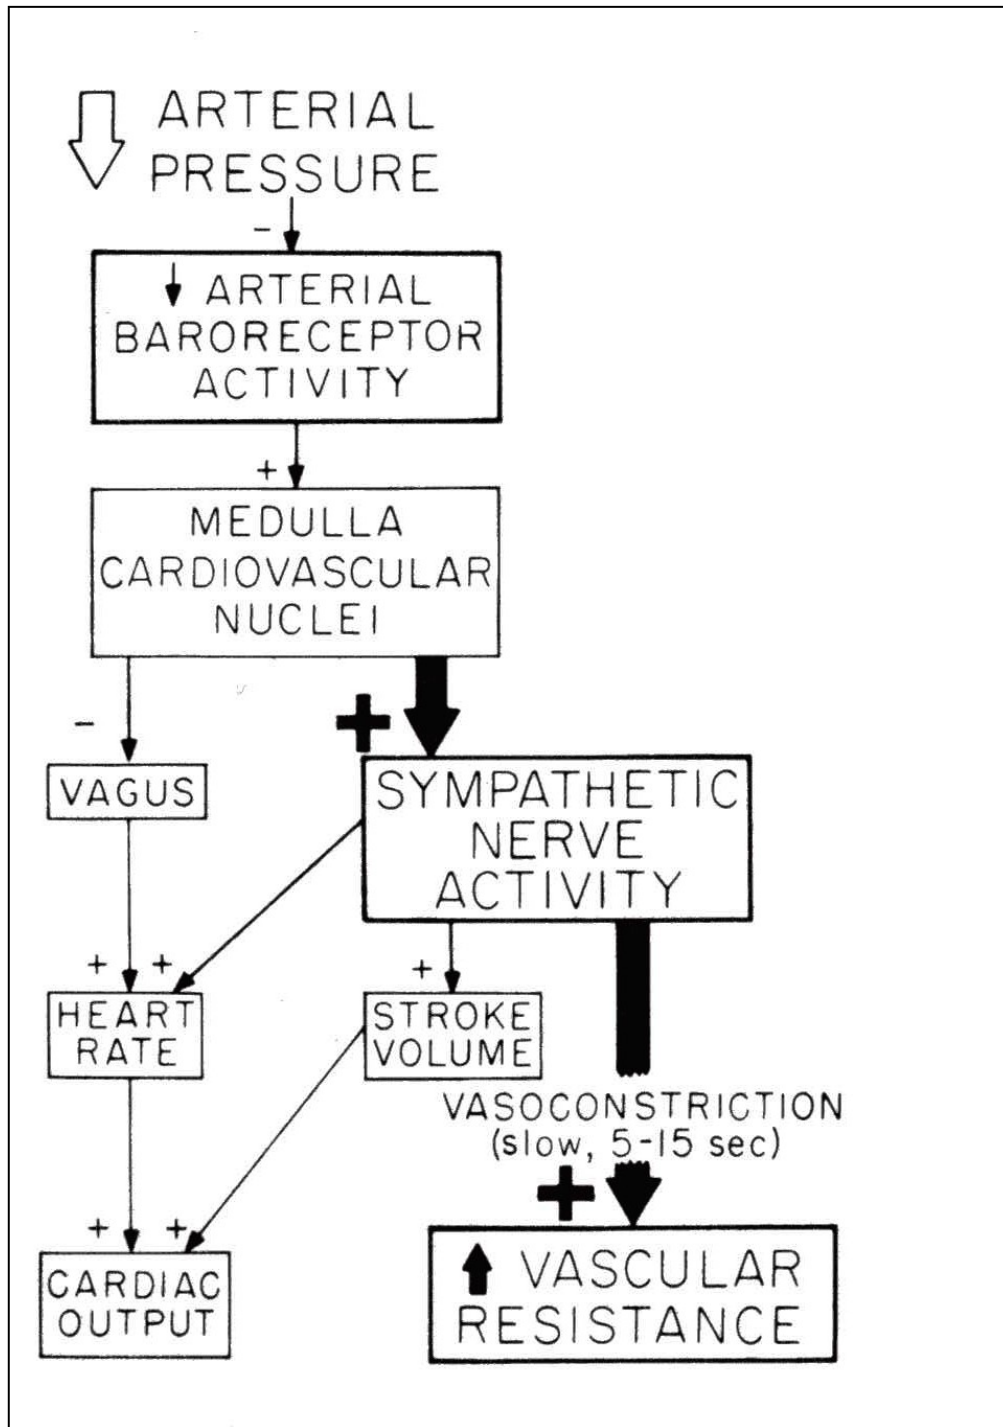 ARTERIAL
PRESSURE
−
↓ ARTERIAL
BARORECEPTOR
ACTIVITY
+
MEDULLA
CARDIOVASCULAR
NUCLEI
− +
VAGUS
SYMPATHETIC
NERVE
ACTIVITY
+ + +
HEART
RATE
STROKE
VOLUME
VASOCONSTRICTION
(slow, 5-15 sec)
+
+ +
CARDIAC
OUTPUT
↑ VASCULAR
RESISTANCE